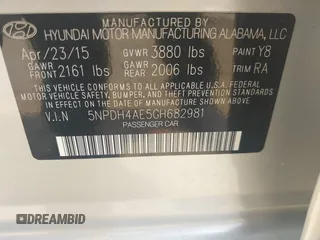 MANUFACTURED BY
HYUNDAI MOTOR MANUFACTURING ALABAMA, LLC
Apr/23/15 GVWR 3880 lbs PAINT Y8
GAWR FRONT 2161 lbs GAWR REAR 2006 lbs TRIM RA
THIS VEHICLE CONFORMS TO ALL APPLICABLE U.S. FEDERAL
MOTOR VEHICLE SAFETY, BUMPER, AND THEFT PREVENTION
STANDARDS IN EFFECT ON THE DATE OF MANUFACTURE SHOWN ABOVE.
V.I.N 5NPDH4AE5GH682981
PASSENGER CAR
DREAMBID